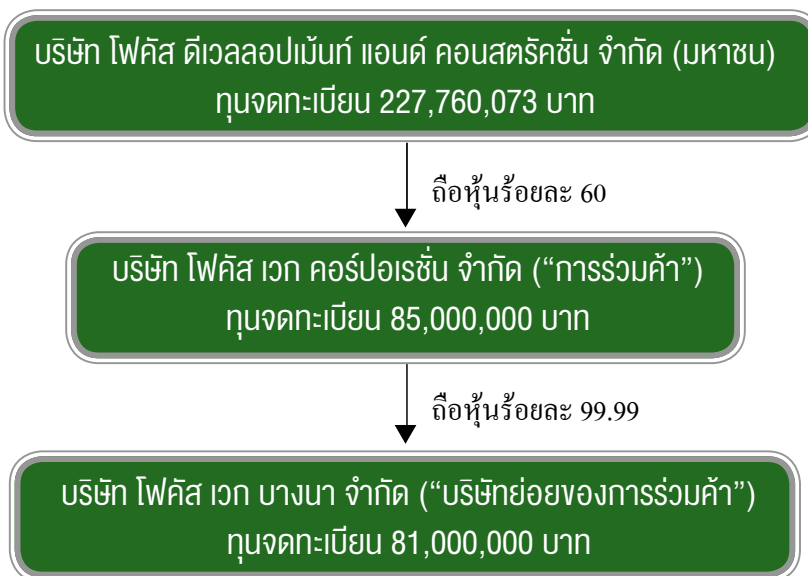 บริษัท โฟคัส ดีเวลลอปเม้นท์ แอนด์ คอนสตรัคชั่น จำกัด (มหาชน)
ทุนจดทะเบียน 227,760,073 บาท
ถือหุ้นร้อยละ 60
บริษัท โฟคัส เวก คอร์ปอเรชั่น จำกัด (“การร่วมค้า”)
ทุนจดทะเบียน 85,000,000 บาท
ถือหุ้นร้อยละ 99.99
บริษัท โฟคัส เวก บางนา จำกัด (“บริษัทย่อยของการร่วมค้า”)
ทุนจดทะเบียน 81,000,000 บาท